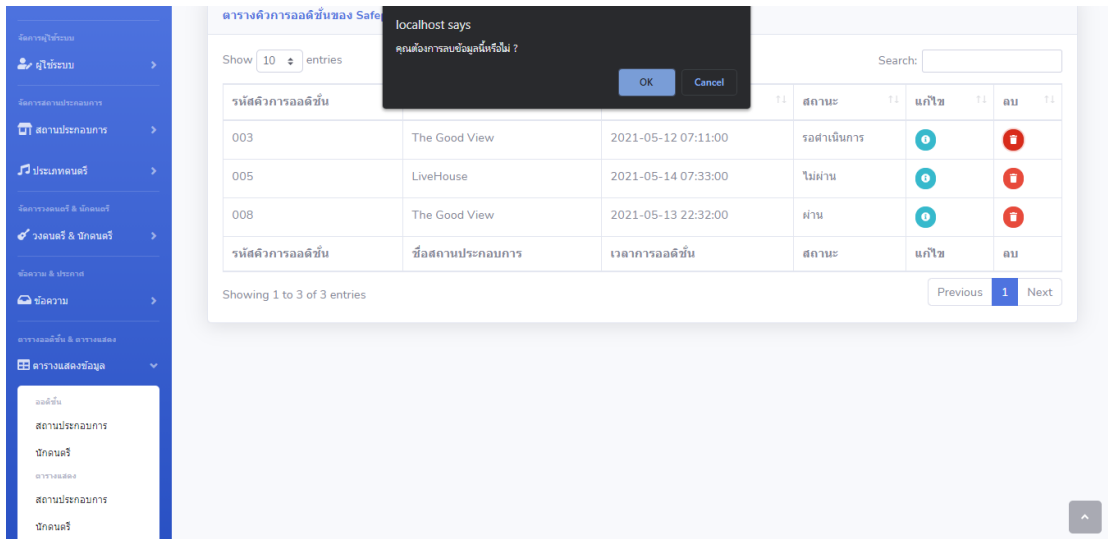 จัดการผู้ใช้ระบบ
ผู้ใช้ระบบ
จัดการสถานประกอบการ
สถานประกอบการ
ประเภทดนตรี
จัดการวงดนตรี & นักดนตรี
วงดนตรี & นักดนตรี
ข้อความ & ประกาศ
ข้อความ
ตารางออดิชั่น & ตารางแสดง
ตารางแสดงข้อมูล
ออดิชั่น
สถานประกอบการ
นักดนตรี
ตารางแสดง
สถานประกอบการ
นักดนตรี
ตารางคิวการออดิชั่นของ
localhost says
คุณต้องการลบข้อมูลนี้หรือไม่ ?
OK Cancel
Show 10 entries
Search:
รหัสคิวการออดิชั่น สถานะ แก้ไข ลบ
003 The Good View 2021-05-12 07:11:00 รอดำเนินการ
005 LiveHouse 2021-05-14 07:33:00 ไม่ผ่าน
008 The Good View 2021-05-13 22:32:00 ผ่าน
รหัสคิวการออดิชั่น ชื่อสถานประกอบการ เวลาการออดิชั่น สถานะ แก้ไข ลบ
Showing 1 to 3 of 3 entries
Previous 1 Next